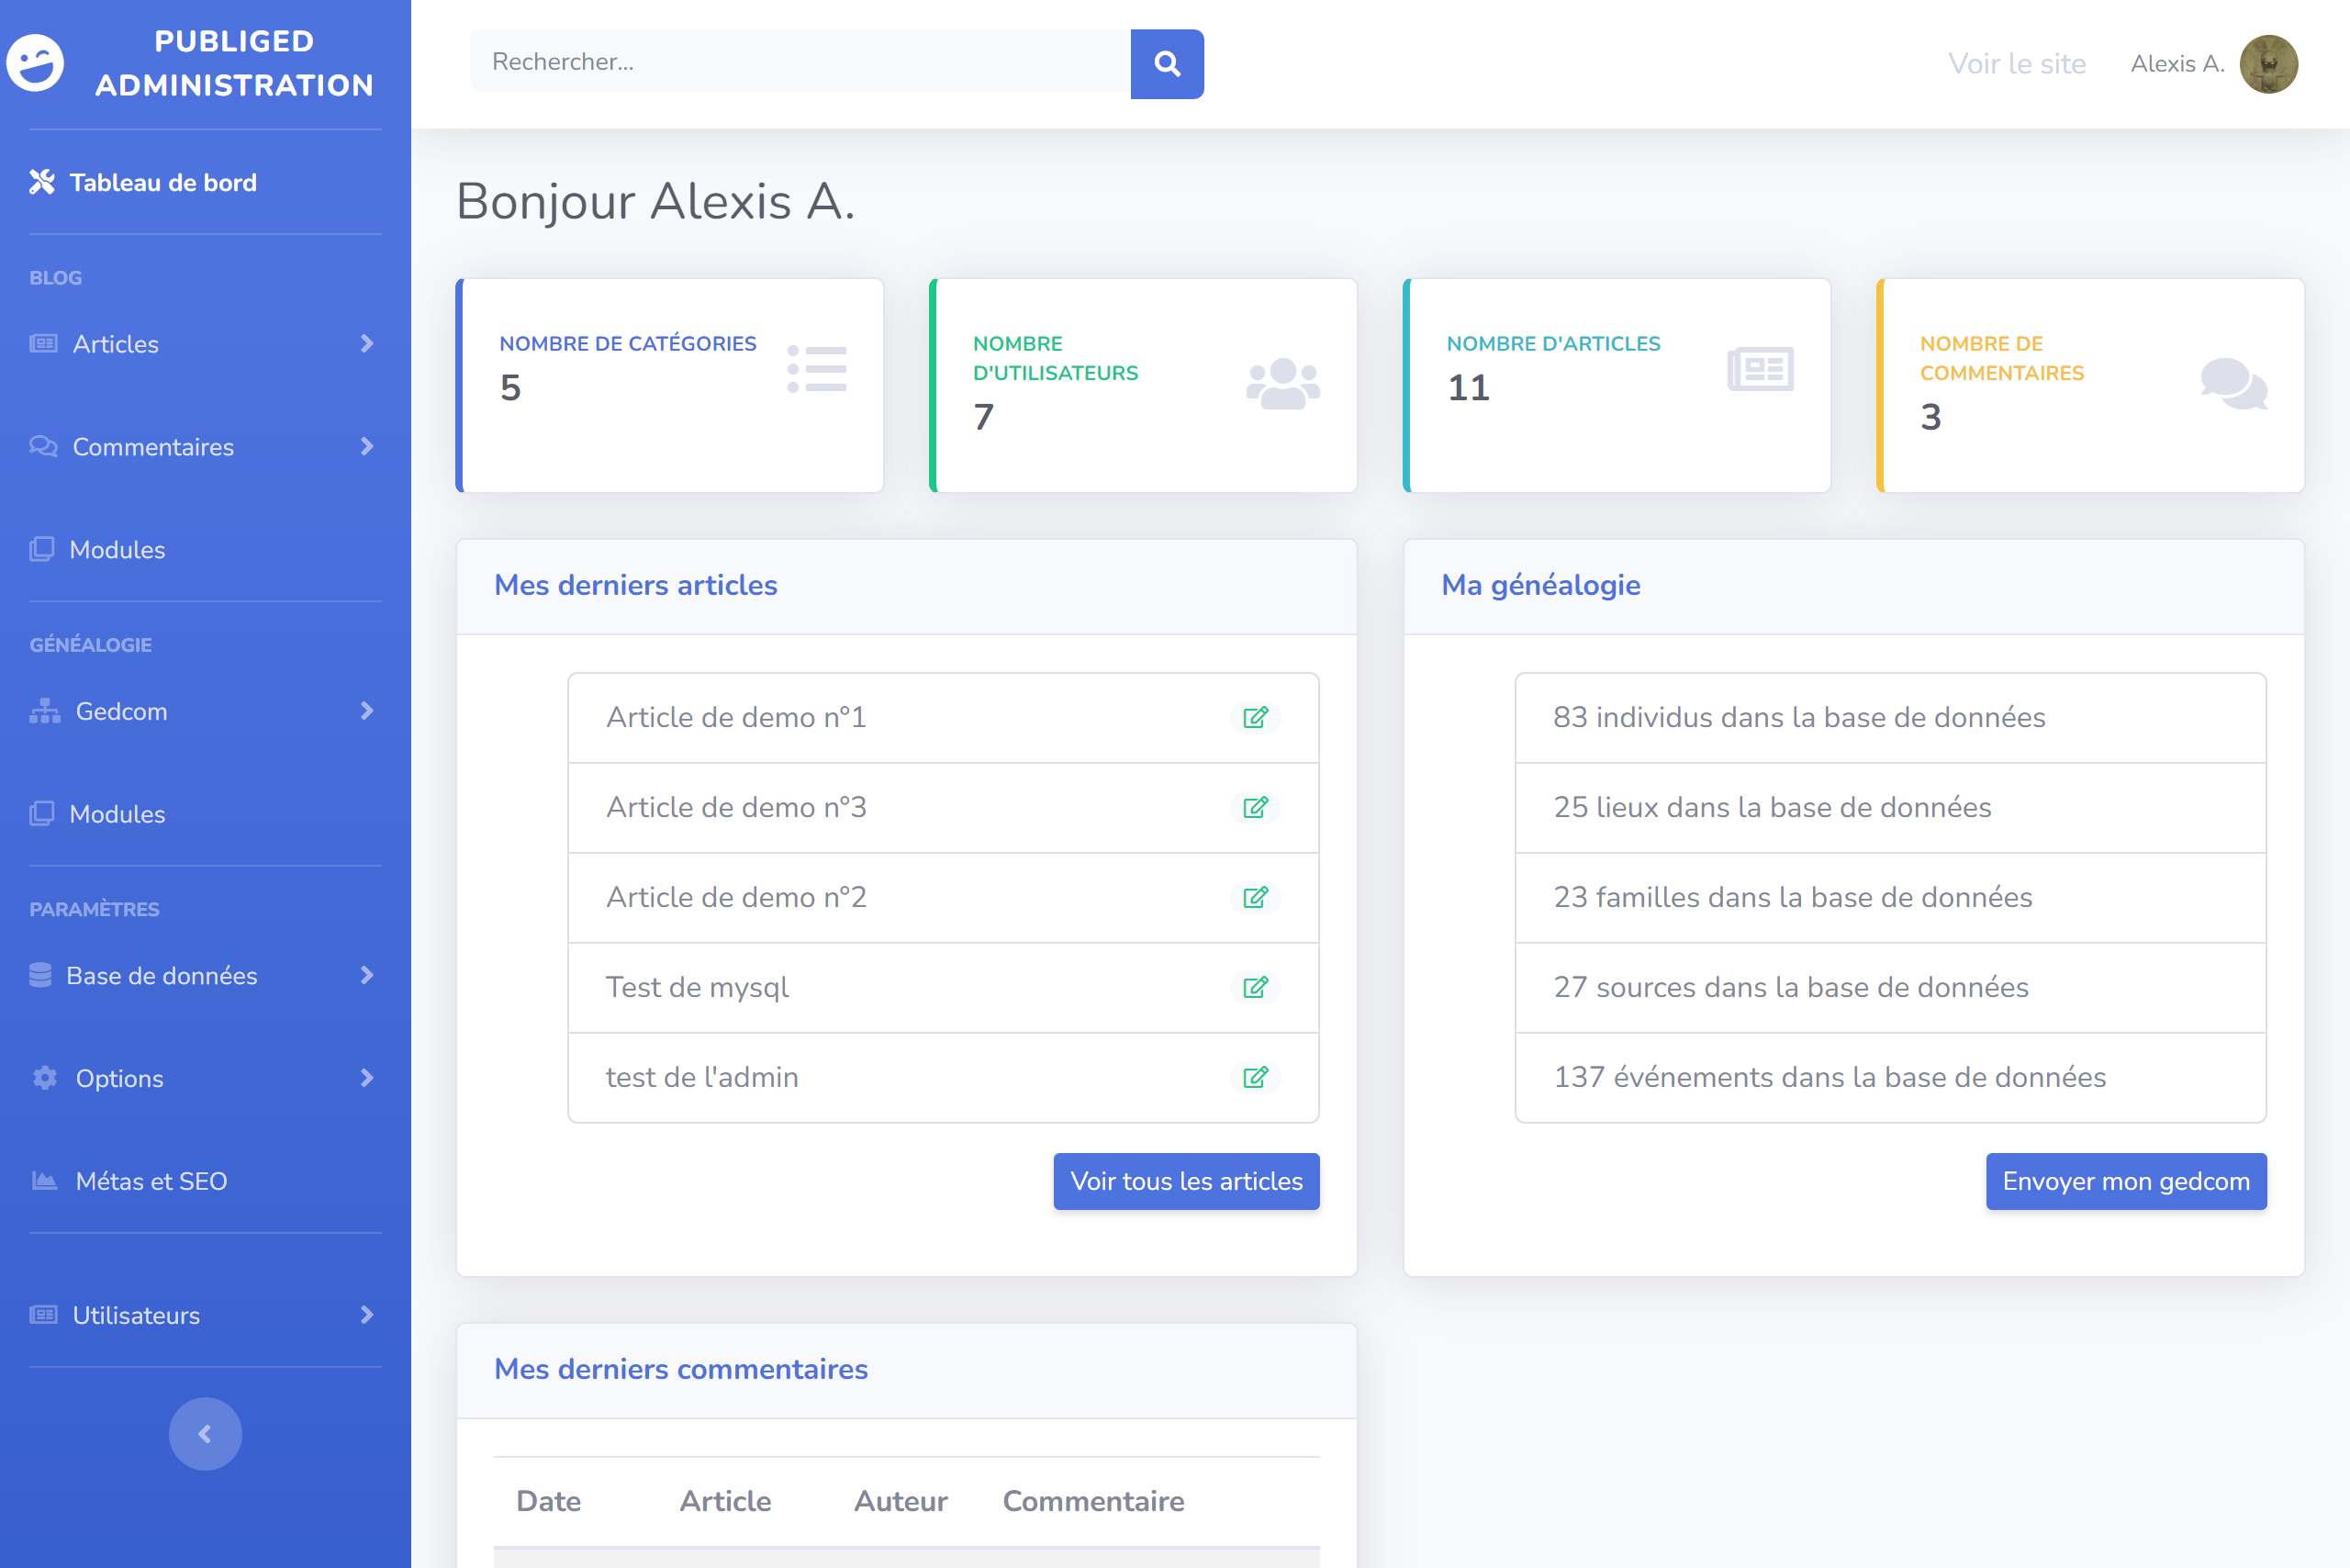 PUBLIGED
ADMINISTRATION
Tableau de bord
BLOG
Articles
Commentaires
Modules
GÉNÉALOGIE
Gedcom
Modules
PARAMÈTRES
Base de données
Options
Métas et SEO
Utilisateurs
Rechercher...
Voir le site
Alexis A.
Bonjour Alexis A.
NOMBRE DE CATÉGORIES
5
NOMBRE
D'UTILISATEURS
7
NOMBRE D'ARTICLES
11
NOMBRE DE
COMMENTAIRES
3
Mes derniers articles
Article de demo n°1
Article de demo n°3
Article de demo n°2
Test de mysql
test de l'admin
Voir tous les articles
Ma généalogie
83 individus dans la base de données
25 lieux dans la base de données
23 familles dans la base de données
27 sources dans la base de données
137 événements dans la base de données
Envoyer mon gedcom
Mes derniers commentaires
Date Article Auteur Commentaire